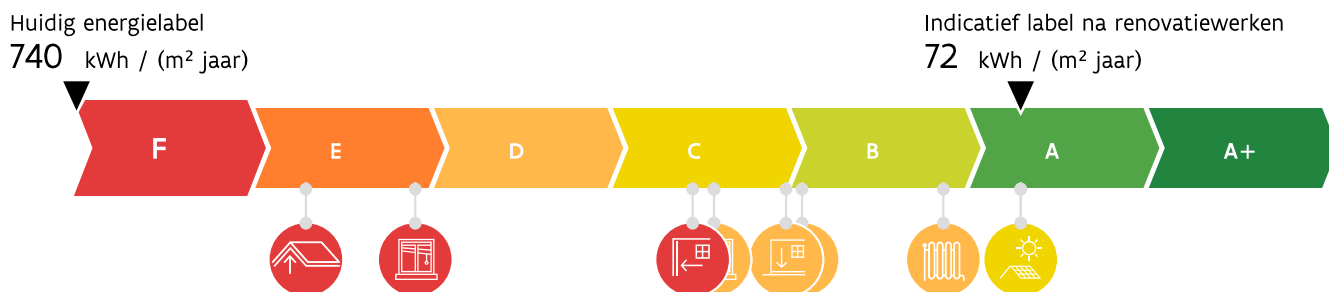 Huidig energielabel
740 kWh / (m² jaar)
Indicatief label na renovatiewerken
72 kWh / (m² jaar)
F E D C B A A+